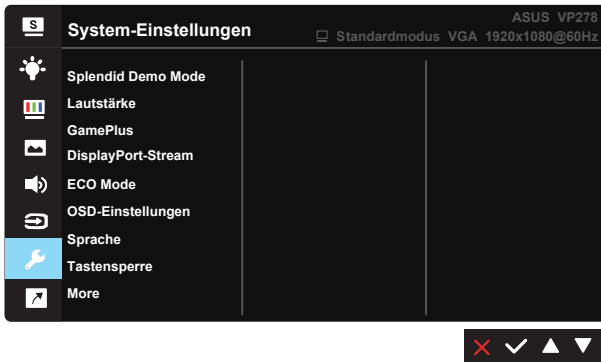 S
System-Einstellungen
ASUS VP278
Standardmodus VGA 1920x1080@60Hz
Splendid Demo Mode
Lautstärke
GamePlus
DisplayPort-Stream
ECO Mode
OSD-Einstellungen
Sprache
Tastensperre
More